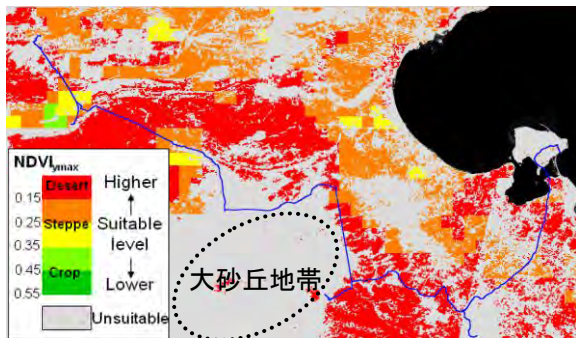 NDVIymax
Desert
Higher
0.15
0.25
Steppe
Suitable
0.35
level
0.45
Crop
Lower
0.55
Unsuitable
大砂丘地帯